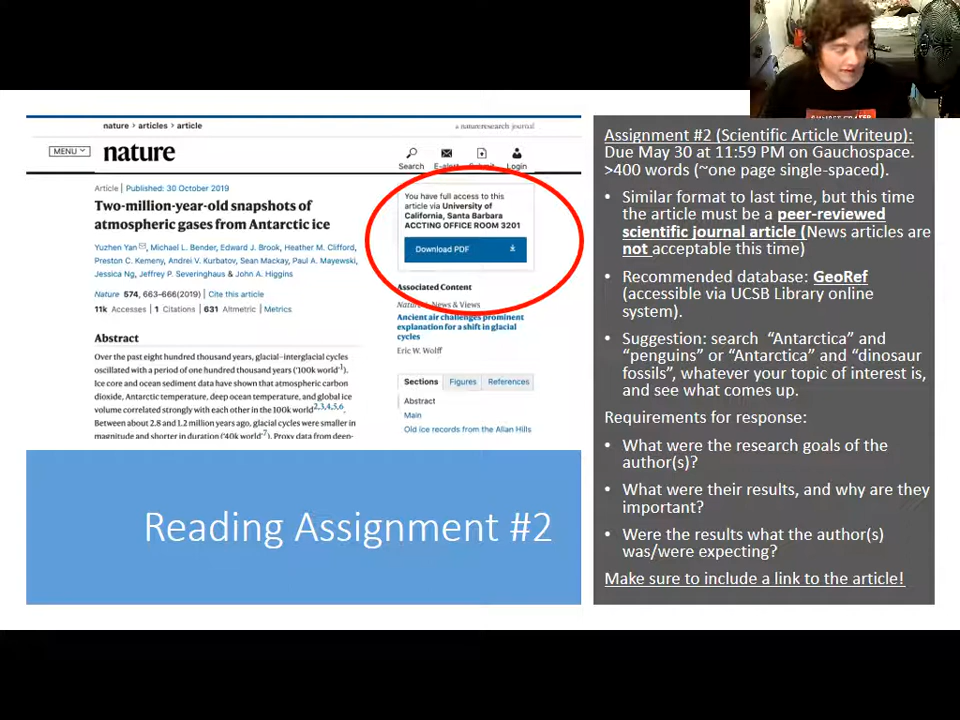 nature > articles > article
a natureresearch journal
MENU
nature
Search
Login
Article | Published: 30 October 2019
Two-million-year-old snapshots of
atmospheric gases from Antarctic ice
Yuzhen Yan, Michael L. Bender, Edward J. Brook, Heather M. Clifford,
Preston C. Kemeny, Andrei V. Kurbatov, Sean Mackay, Paul A. Mayewski,
Jessica Ng, Jeffrey P. Severinghaus & John A. Higgins
Nature 574, 663–666(2019) | Cite this article
11k Accesses | 1 Citations | 631 Altmetric | Metrics
Abstract
Over the past eight hundred thousand years, glacial–interglacial cycles
oscillated with a period of one hundred thousand years ('100k world'1).
Ice core and ocean sediment data have shown that atmospheric carbon
dioxide, Antarctic temperature, deep ocean temperature, and global ice
volume correlated strongly with each other in the 100k world2,3,4,5,6.
Between about 2.8 and 1.2 million years ago, glacial cycles were smaller in
magnitude and shorter in duration ('40k world'7). Proxy data from deep-
You have full access to this
article via University of
California, Santa Barbara
ACCTING OFFICE ROOM 3201
Download PDF
Associated Content
News & Views
Ancient air challenges prominent
explanation for a shift in glacial
cycles
Eric W. Wolff
Sections Figures References
Abstract
Main
Old ice records from the Allan Hills
Reading Assignment #2
Assignment #2 (Scientific Article Writeup):
Due May 30 at 11:59 PM on Gauchospace.
>400 words (~one page single-spaced).
• Similar format to last time, but this time
the article must be a peer-reviewed
scientific journal article (News articles are
not acceptable this time)
• Recommended database: GeoRef
(accessible via UCSB Library online
system).
• Suggestion: search "Antarctica" and
"penguins" or "Antarctica" and "dinosaur
fossils", whatever your topic of interest is,
and see what comes up.
Requirements for response:
• What were the research goals of the
author(s)?
• What were their results, and why are they
important?
• Were the results what the author(s)
was/were expecting?
Make sure to include a link to the article!